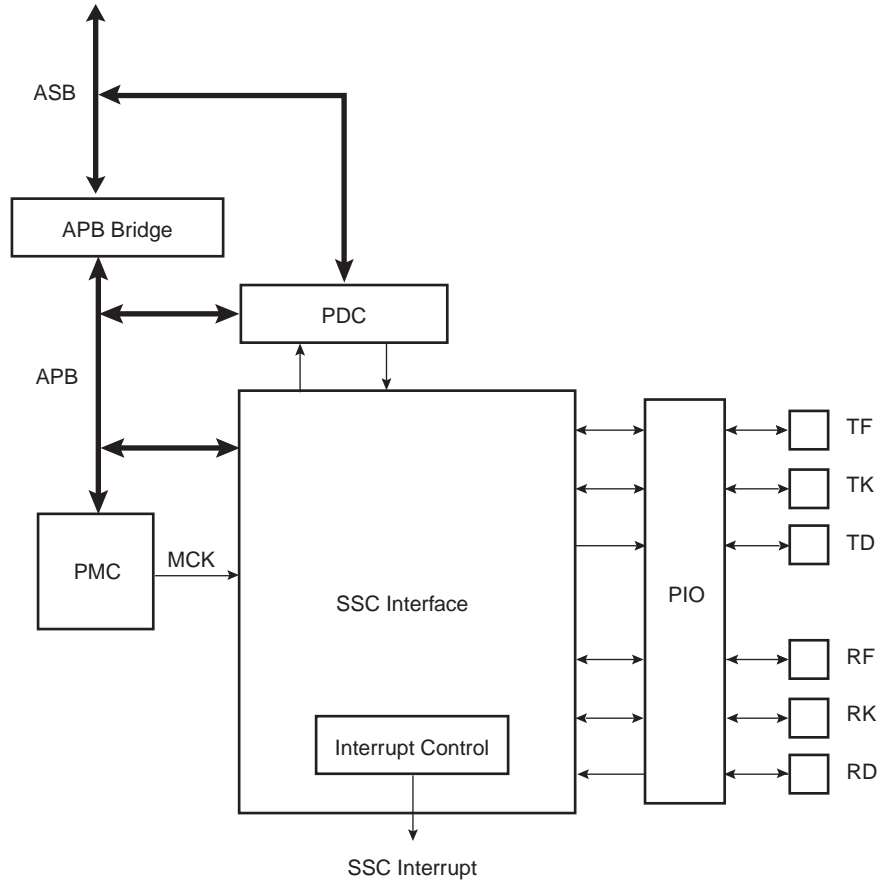 ASB
APB Bridge
PDC
APB
TF
TK
TD
MCK
PMC
SSC Interface
PIO
RF
RK
Interrupt Control
RD
SSC Interrupt